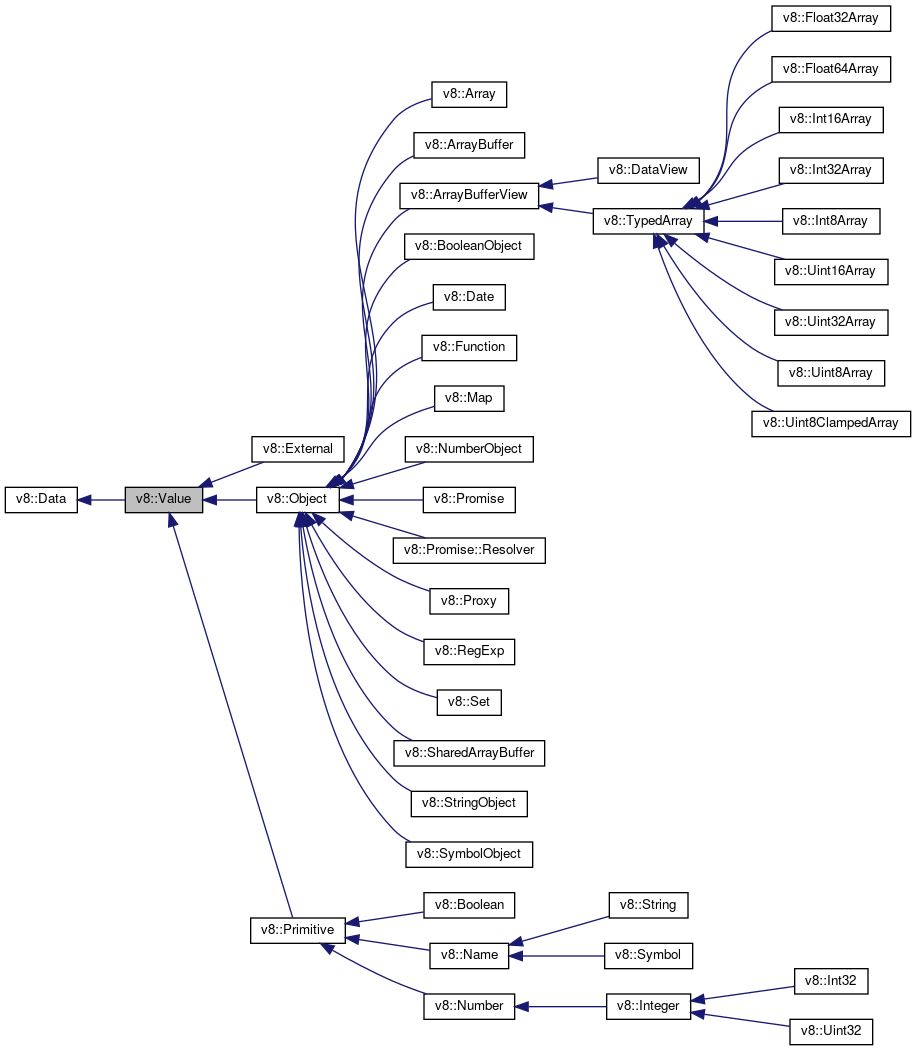 v8::Float32Array
v8::Float64Array
v8::Array
v8::Int16Array
v8::ArrayBuffer
v8::DataView
v8::Int32Array
v8::ArrayBufferView
v8::TypedArray
v8::Int8Array
v8::BooleanObject
v8::Uint16Array
v8::Date
v8::Uint32Array
v8::Function
v8::Uint8Array
v8::Map
v8::Uint8ClampedArray
v8::External
v8::NumberObject
v8::Data
v8::Value
v8::Object
v8::Promise
v8::Promise::Resolver
v8::Proxy
v8::RegExp
v8::Set
v8::SharedArrayBuffer
v8::StringObject
v8::SymbolObject
v8::Boolean
v8::String
v8::Primitive
v8::Name
v8::Symbol
v8::Int32
v8::Number
v8::Integer
v8::Uint32